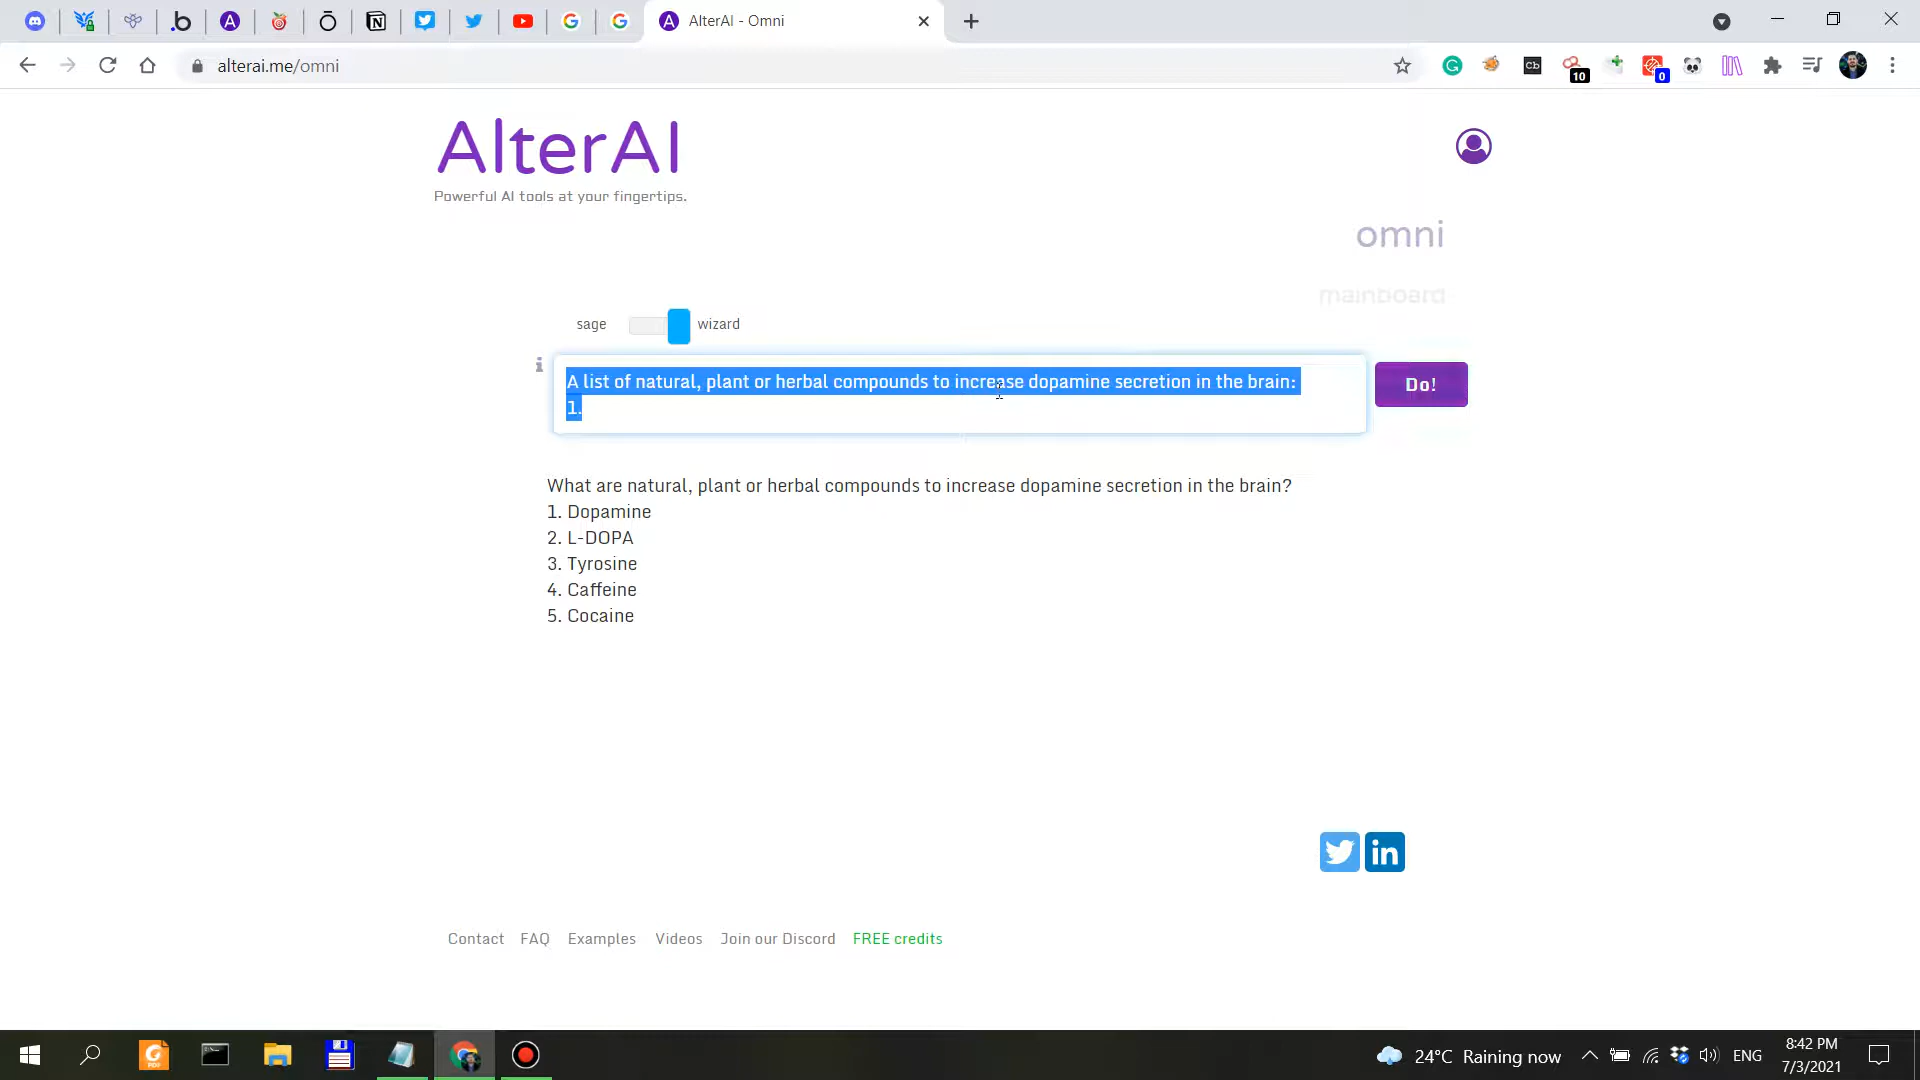 AlterAI - Omni
alterai.me/omni
10
0
AlterAI
Powerful AI tools at your fingertips.
omni
mainboard
sage
wizard
A list of natural, plant or herbal compounds to increase dopamine secretion in the brain:
1.
Do!
What are natural, plant or herbal compounds to increase dopamine secretion in the brain?
1. Dopamine
2. L-DOPA
3. Tyrosine
4. Caffeine
5. Cocaine
Contact FAQ Examples Videos Join our Discord FREE credits
24°C Raining now
ENG
8:42 PM
7/3/2021